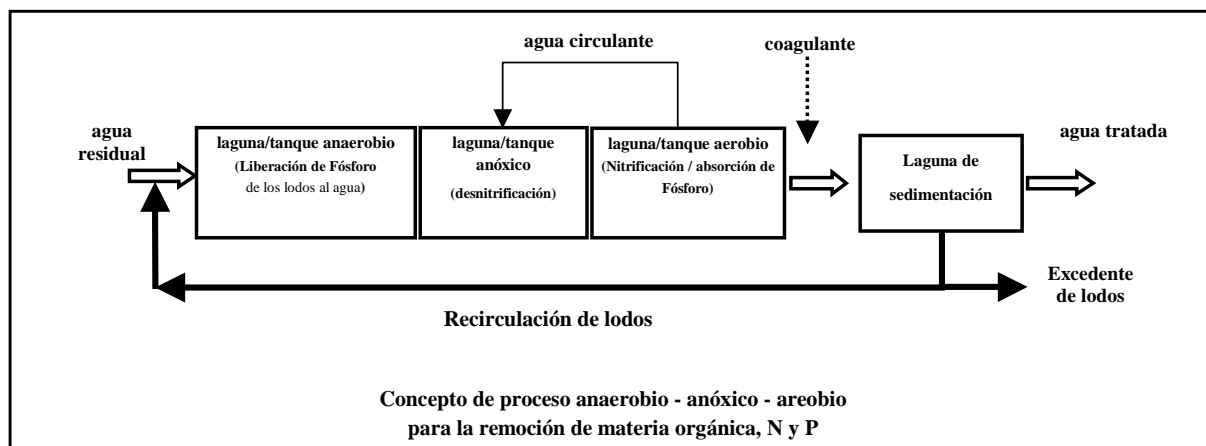 agua circulante
coagulante
agua
residual
laguna/tanque anaerobio
(Liberación de Fósforo
de los lodos al agua)
laguna/tanque
anóxico
(desnitrificación)
laguna/tanque aerobio
(Nitrificación / absorción de
Fósforo)
Laguna de
sedimentación
agua tratada
Excedente
de lodos
Recirculación de lodos
Concepto de proceso anaerobio - anóxico - areobio
para la remoción de materia orgánica, N y P